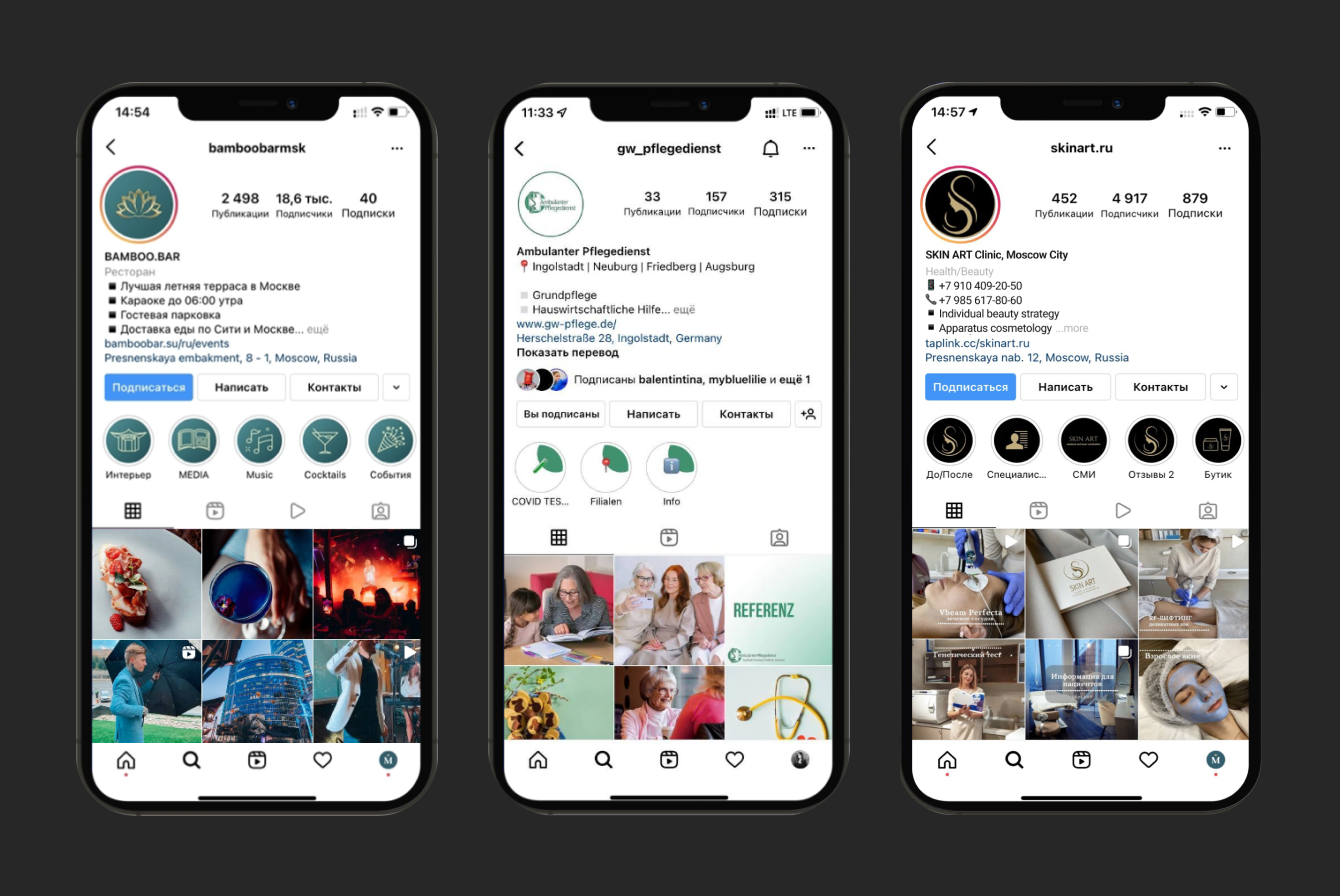 14:54
bamboobarmsk
2 498
18,6 тыс.
40
Публикации
Подписчики
Подписки
BAMBOO.BAR
Ресторан
Лучшая летняя терраса в Москве
Караоке до 06:00 утра
Гостевая парковка
Доставка еды по Сити и Москве... ещё
bamboobar.su/ru/events
Presnenskaya embakment, 8 - 1, Moscow, Russia
Подписаться
Написать
Контакты
Интерьер
MEDIA
Music
Cocktails
События
11:33
LTE
gw_pflegedienst
Ambulanter
Pflegedienst
33
157
315
Публикации
Подписчики
Подписки
Ambulanter Pflegedienst
Ingolstadt | Neuburg | Friedberg | Augsburg
Grundpflege
Hauswirtschaftliche Hilfe... ещё
www.gw-pflege.de/
Herschelstraße 28, Ingolstadt, Germany
Показать перевод
Подписаны balentintina, mybluelilie и ещё 1
Вы подписаны
Написать
Контакты
COVID TES...
Filialen
Info
REFERENZ
14:57
skinart.ru
452
4 917
879
Публикации
Подписчики
Подписки
SKIN ART Clinic, Moscow City
Health/Beauty
+7 910 409-20-50
+7 985 617-80-60
Individual beauty strategy
Apparatus cosmetology ...more
taplink.cc/skinart.ru
Presnenskaya nab. 12, Moscow, Russia
Подписаться
Написать
Контакты
SKIN ART
До/После
Специалис...
СМИ
Отзывы 2
Бутик
Vbeam Perfecta
лечение сосудов
SKIN ART
RF-ЛИФТИНГ
Генетический тест
Информация для
пациентов
Взрослое акне